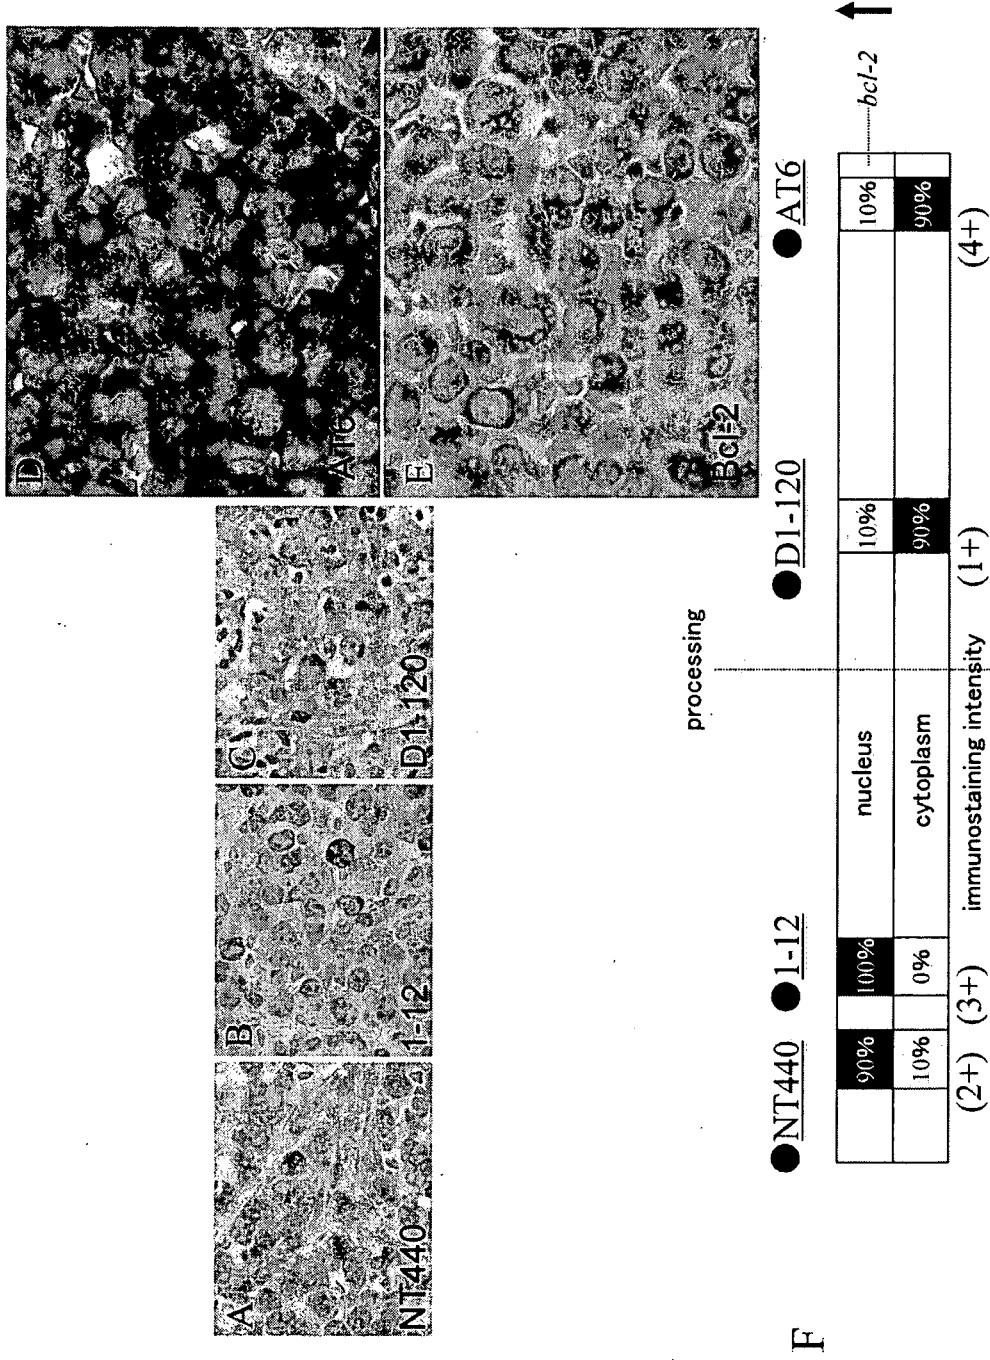 A
NT440
B
1-12
C
D1-120
D
AT6
E
Bcl-2
F
processing
●NT440 ●1-12 ●D1-120 ●AT6
90% 100% nucleus 10% 10% bcl-2
10% 0% cytoplasm 90% 90%
(2+) (3+) immunostaining intensity (1+) (4+)